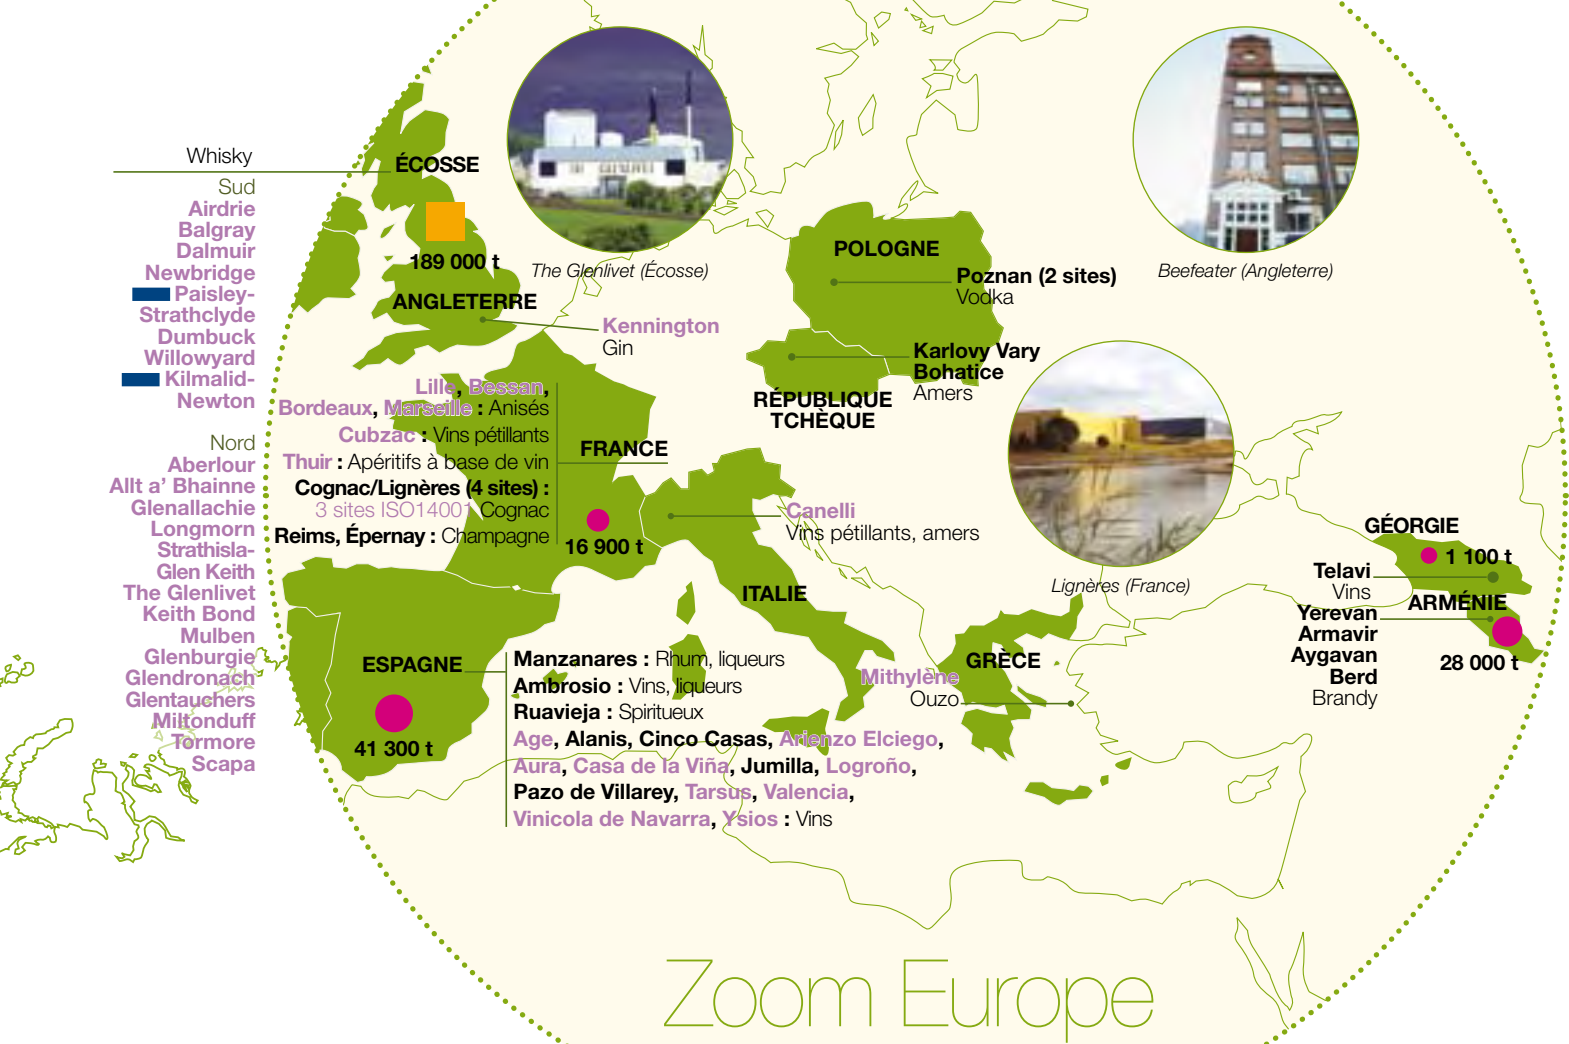 Whisky
Sud
Airdrie
Balgray
Dalmuir
Newbridge
Paisley-
Strathclyde
Dumbuck
Willowyard
Kilmalid-
Newton
Nord
Aberlour
Allt a’ Bhainne
Glenallachie
Longmorn
Strathisla-
Glen Keith
The Glenlivet
Keith Bond
Mulben
Glenburgie
Glendronach
Glentauchers
Miltonduff
Tormore
Scapa
ÉCOSSE
189 000 t
ANGLETERRE
Kennington
Gin
The Glenlivet (Écosse)
Beefeater (Angleterre)
POLOGNE
Poznan (2 sites)
Vodka
Karlovy Vary
Bohatice
Amers
RÉPUBLIQUE
TCHÈQUE
Lille, Bessan,
Bordeaux, Marseille : Anisés
Cubzac : Vins pétillants
Thuir : Apéritifs à base de vin
Cognac/Lignères (4 sites) :
3 sites ISO14001 Cognac
Reims, Épernay : Champagne
FRANCE
16 900 t
Canelli
Vins pétillants, amers
ITALIE
Lignères (France)
GÉORGIE
1 100 t
Telavi
Vins
ARMÉNIE
Yerevan
Armavir
Aygavan
Berd
Brandy
28 000 t
GRÈCE
Mithylène
Ouzo
ESPAGNE
41 300 t
Manzanares : Rhum, liqueurs
Ambrosio : Vins, liqueurs
Ruavieja : Spiritueux
Age, Alanis, Cinco Casas, Arienzo Elciego,
Aura, Casa de la Viña, Jumilla, Logroño,
Pazo de Villarey, Tarsus, Valencia,
Vinicola de Navarra, Ysios : Vins
Zoom Europe